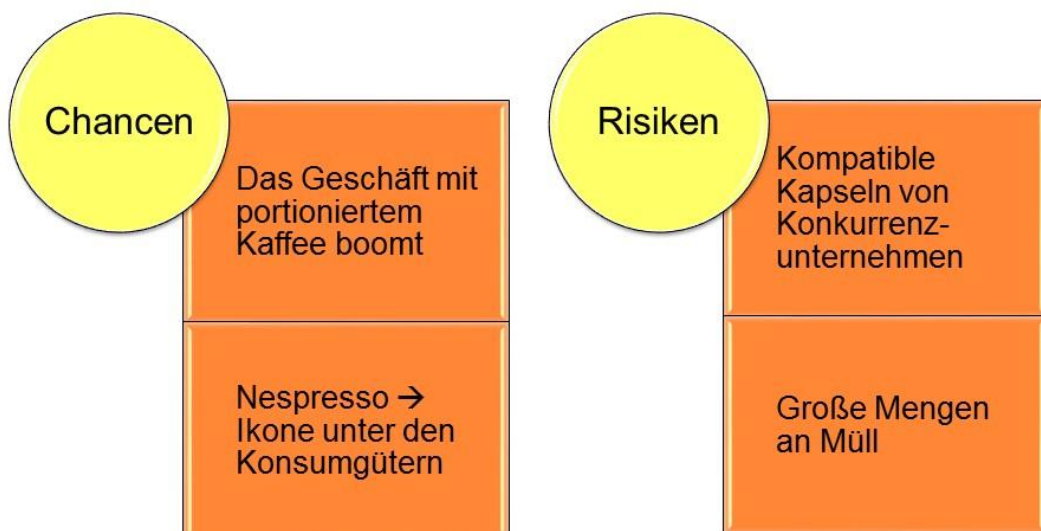 Chancen
Das Geschäft mit
portioniertem
Kaffee boomt
Nespresso →
Ikone unter den
Konsumgütern
Risiken
Kompatible
Kapseln von
Konkurrenz-
unternehmen
Große Mengen
an Müll